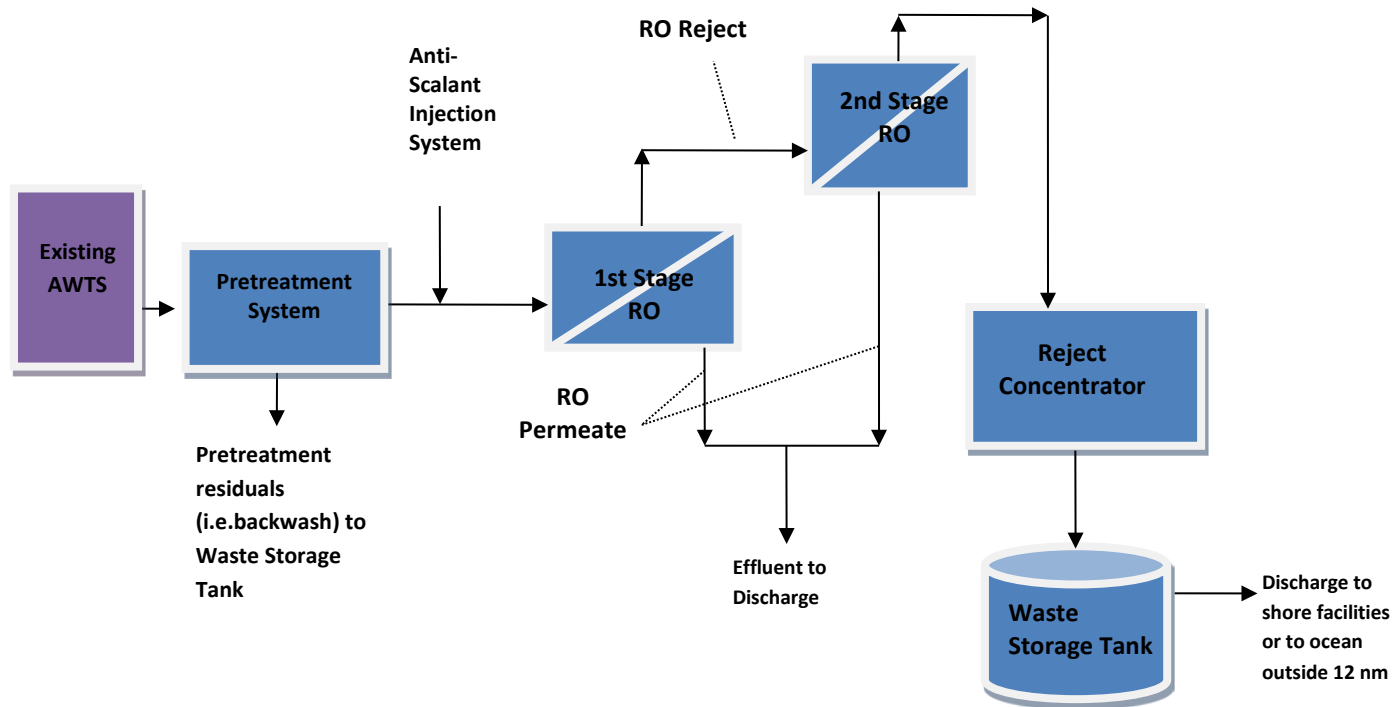 RO Reject
Anti-
Scalant
Injection
System
2nd Stage
RO
Existing
AWTS
Pretreatment
System
1st Stage
RO
Reject
Concentrator
RO
Permeate
Pretreatment
residuals
(i.e.backwash) to
Waste Storage
Tank
Effluent to
Discharge
Waste
Storage Tank
Discharge to
shore facilities
or to ocean
outside 12 nm